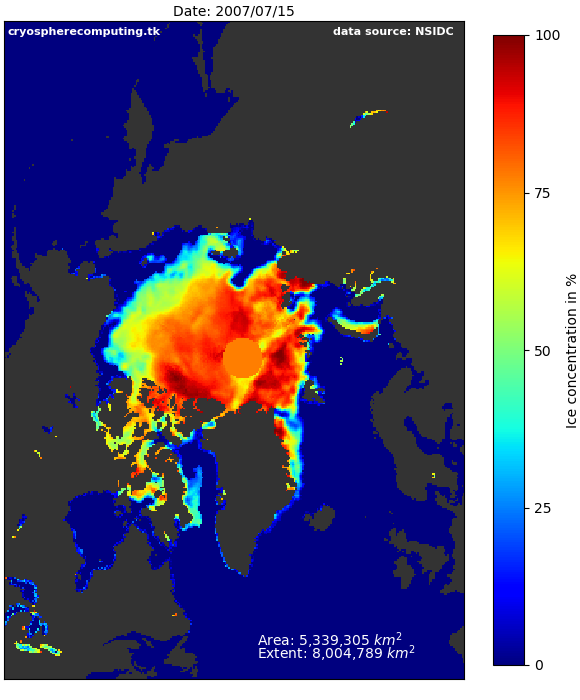 Date: 2007/07/15
cryospherecomputing.tk
data source: NSIDC
100
75
50
25
0
Ice concentration in %
Area: 5,339,305 km²
Extent: 8,004,789 km²